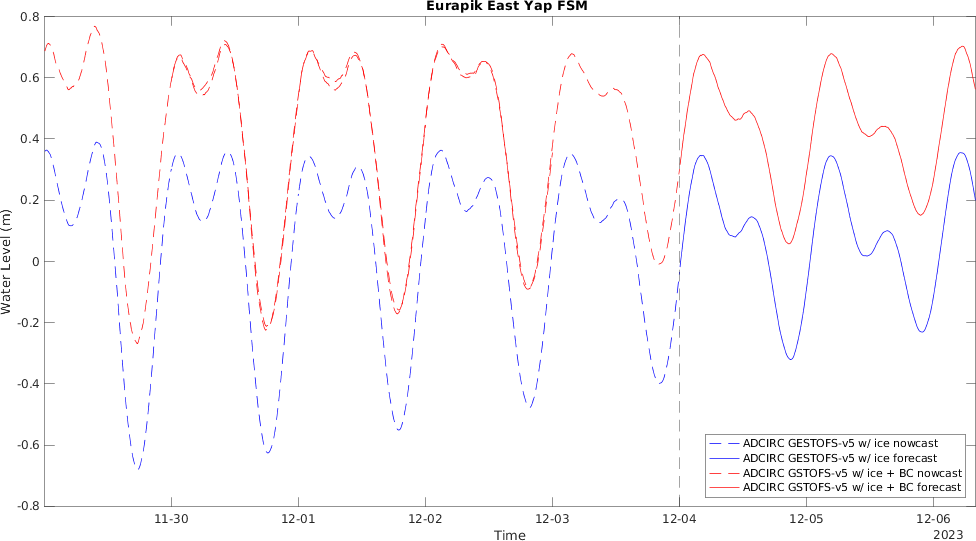 Eurapik East Yap FSM
0.8
0.6
0.4
0.2
0
-0.2
-0.4
-0.6
-0.8
Water Level (m)
11-30
12-01
12-02
12-03
12-04
12-05
12-06
Time
2023
ADCIRC GESTOFS-v5 w/ ice nowcast
ADCIRC GESTOFS-v5 w/ ice forecast
ADCIRC GSTOFS-v5 w/ ice + BC nowcast
ADCIRC GSTOFS-v5 w/ ice + BC forecast